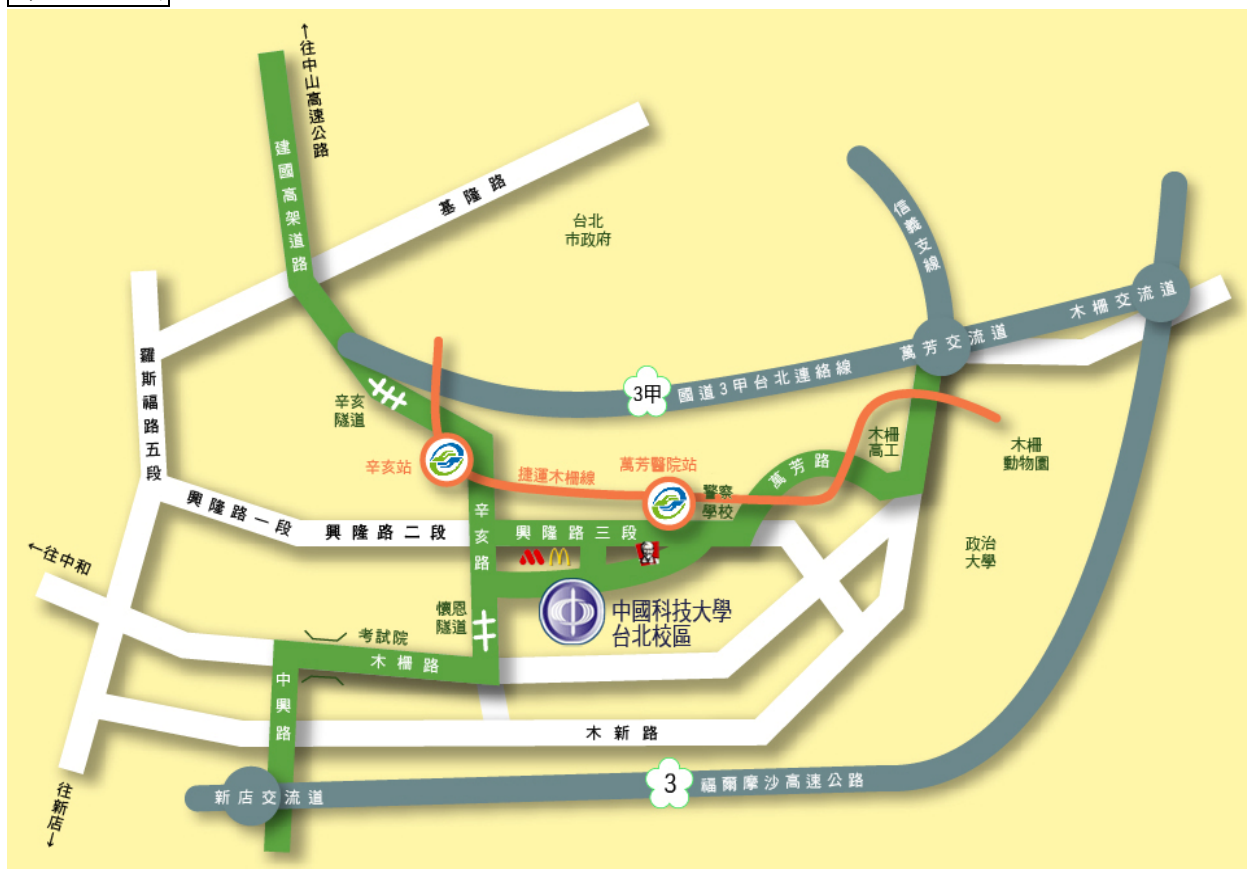 ↑往中山高速公路
建國高架道路
基隆路
台北
市政府
信義支線
木柵交流道
萬芳交流道
國道3甲台北連絡線
3甲
羅斯福路五段
辛亥
隧道
辛亥站
捷運木柵線
萬芳醫院站
警察
學校
萬芳路
木柵
高工
木柵
動物園
興隆路一段
興隆路二段
興隆路三段
辛亥路
政治
大學
←往中和
懷恩
隧道
中國科技大學
台北校區
考試院
木柵路
中興路
木新路
新店交流道
3
福爾摩沙高速公路
往新店↓